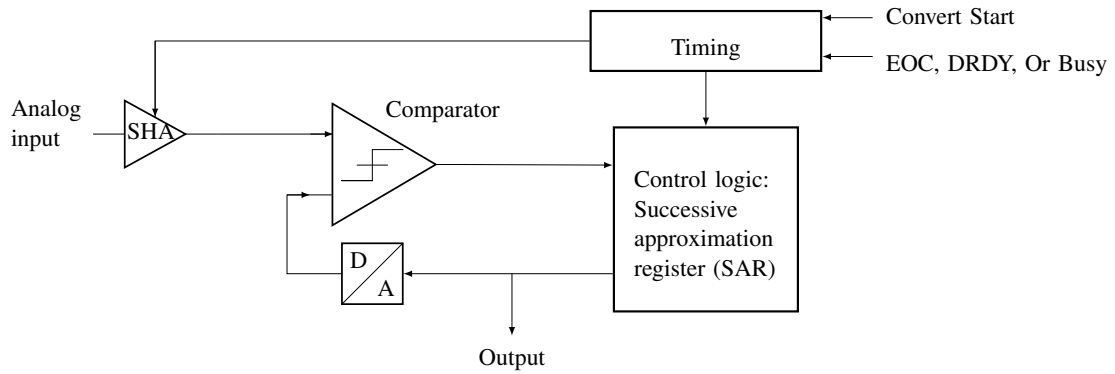 Convert Start
Timing
EOC, DRDY, Or Busy
Analog
input
SHA
Comparator
Control logic:
Successive
approximation
register (SAR)
D
A
Output